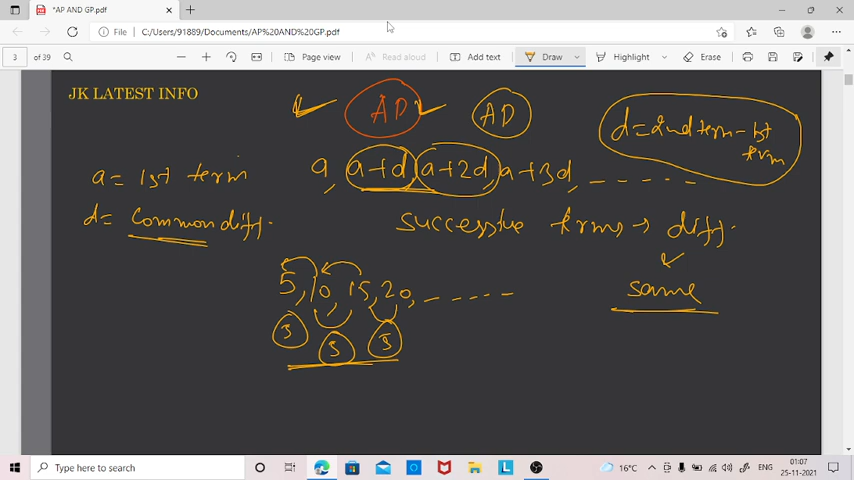 *AP AND GP.pdf
File
C:/Users/91889/Documents/AP%20AND%20GP.pdf
3 of 39
Page view
Read aloud
Add text
Draw
Highlight
Erase
JK LATEST INFO
AP AP
d=2nd term-1st term
a, a+d, a+2d, a+3d, ------
a= 1st term
d= common diff.
successive terms→ diff.
same
5, 10, 15, 20, -----
5 5 5
Type here to search
16°C
ENG
01:07
25-11-2021